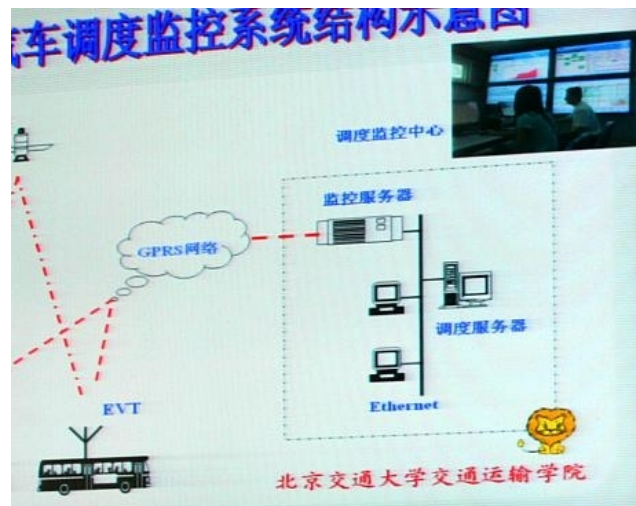 汽车调度监控系统结构示意图
调度监控中心
监控服务器
GPRS网络
调度服务器
EVT
Ethernet
北京交通大学交通运输学院